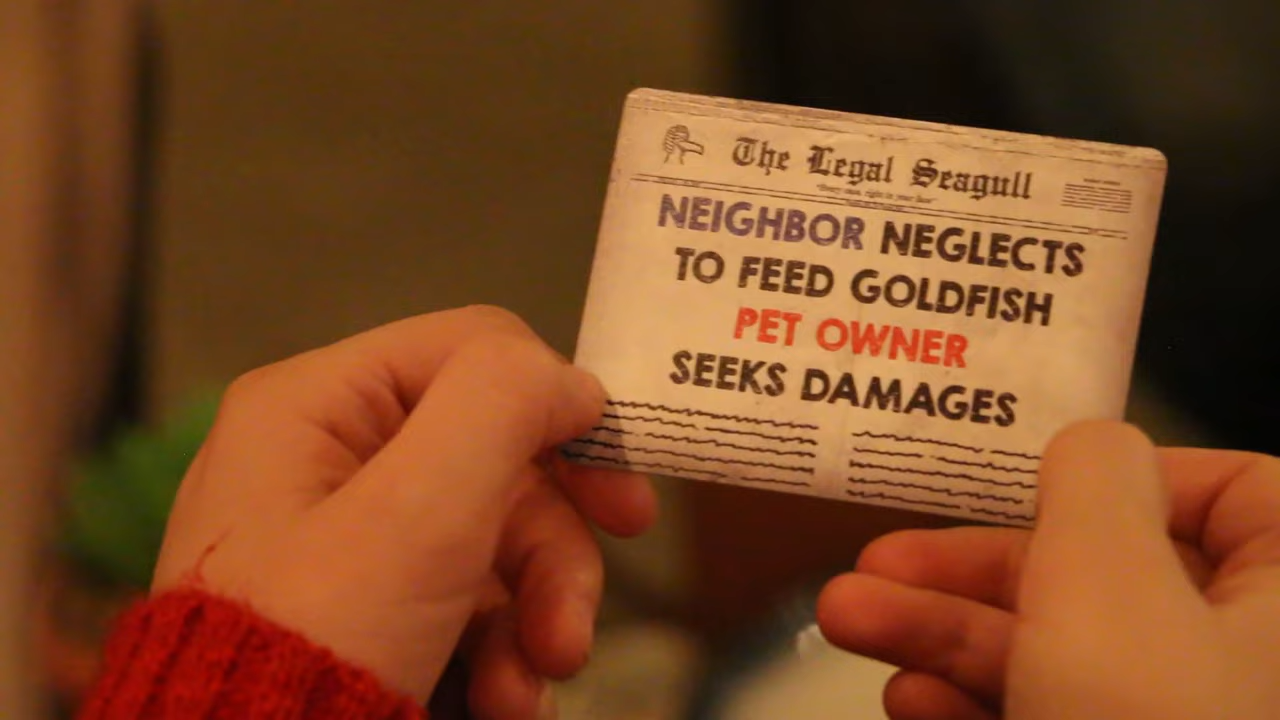 The Legal Seagull
NEIGHBOR NEGLECTS
TO FEED GOLDFISH
PET OWNER
SEEKS DAMAGES